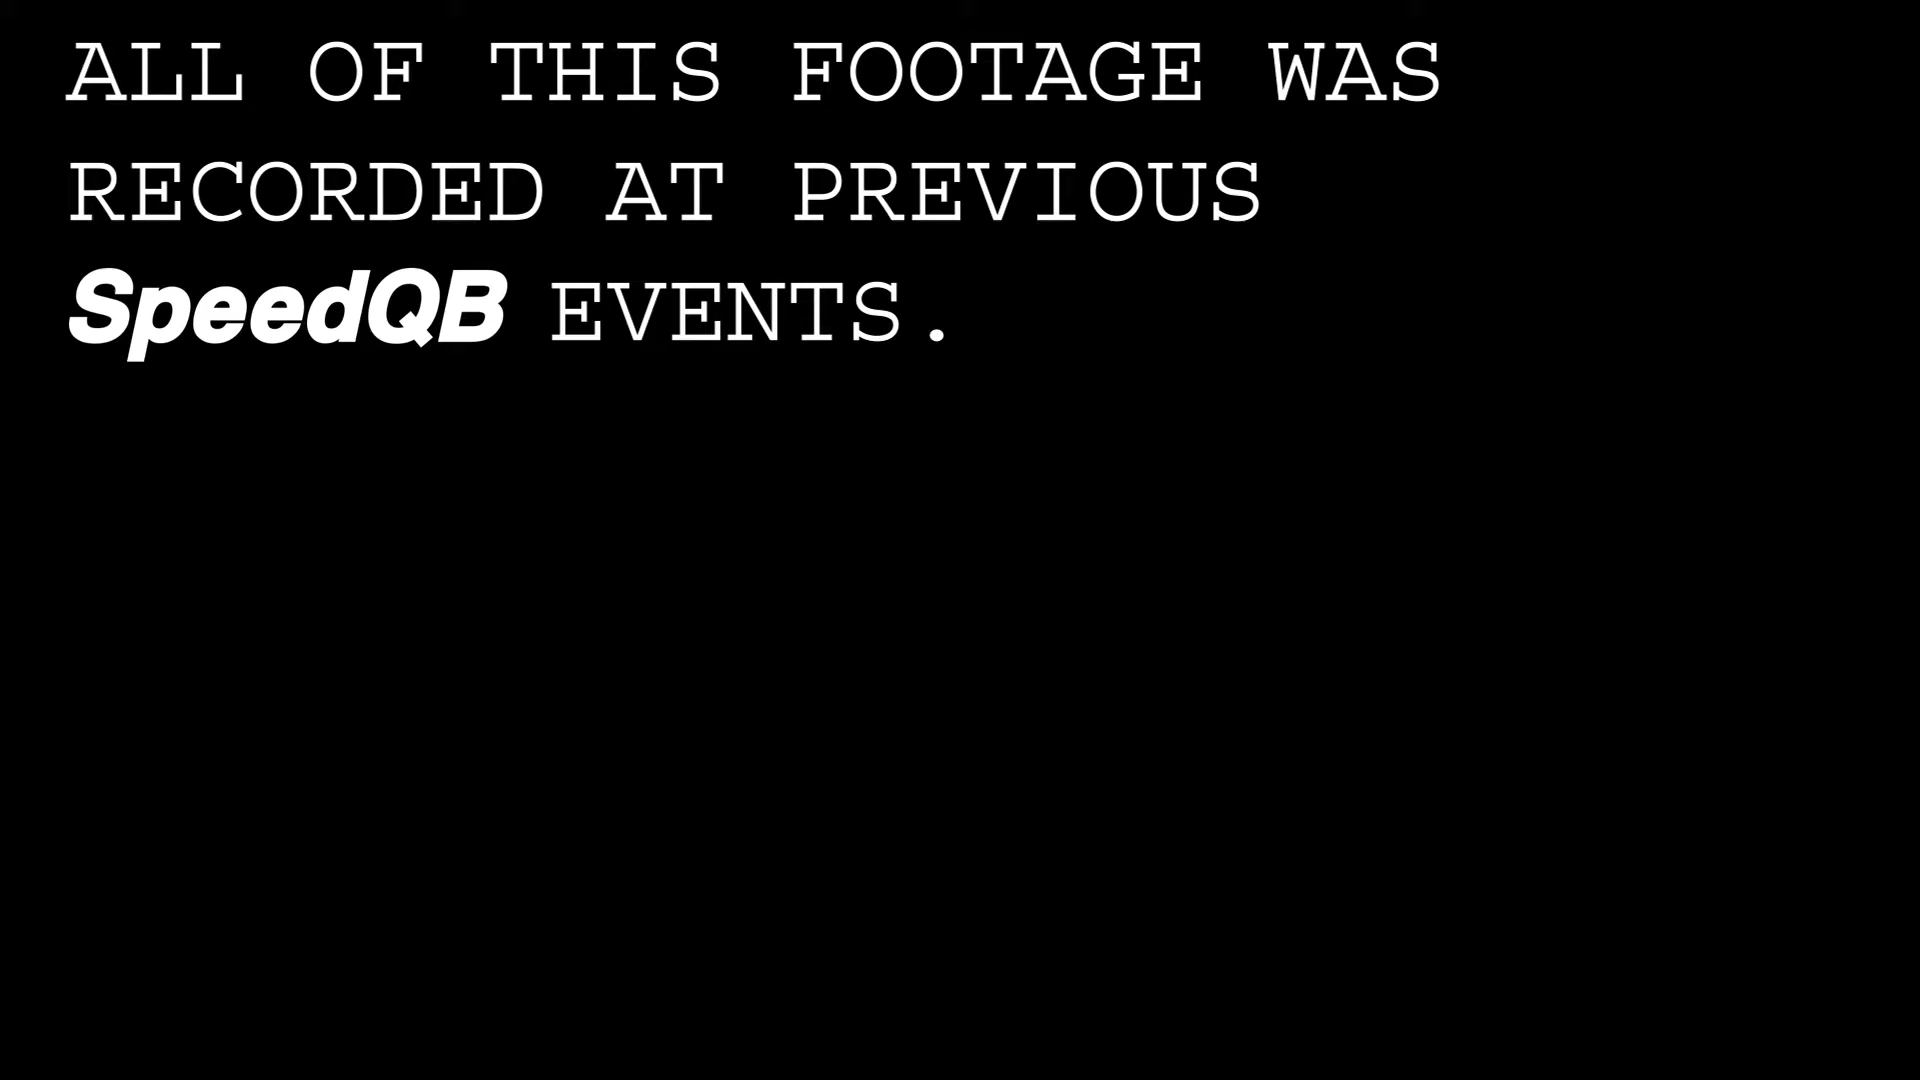 ALL OF THIS FOOTAGE WAS
RECORDED AT PREVIOUS
SpeedQB EVENTS.